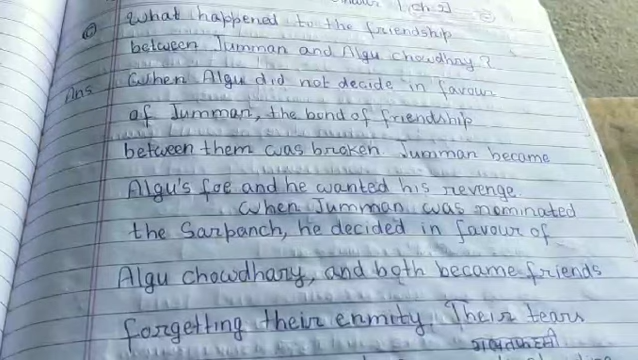 ch. 2
Q What happened to the friendship
between Jumman and Algu chowdhry?
Ans When Algu did not decide in favour
of Jumman, the bond of friendship
between them was broken. Jumman became
Algu's foe and he wanted his revenge.
When Jumman was nominated
the Sarpanch, he decided in favour of
Algu chowdhary, and both became friends
forgetting their enmity. Their tears